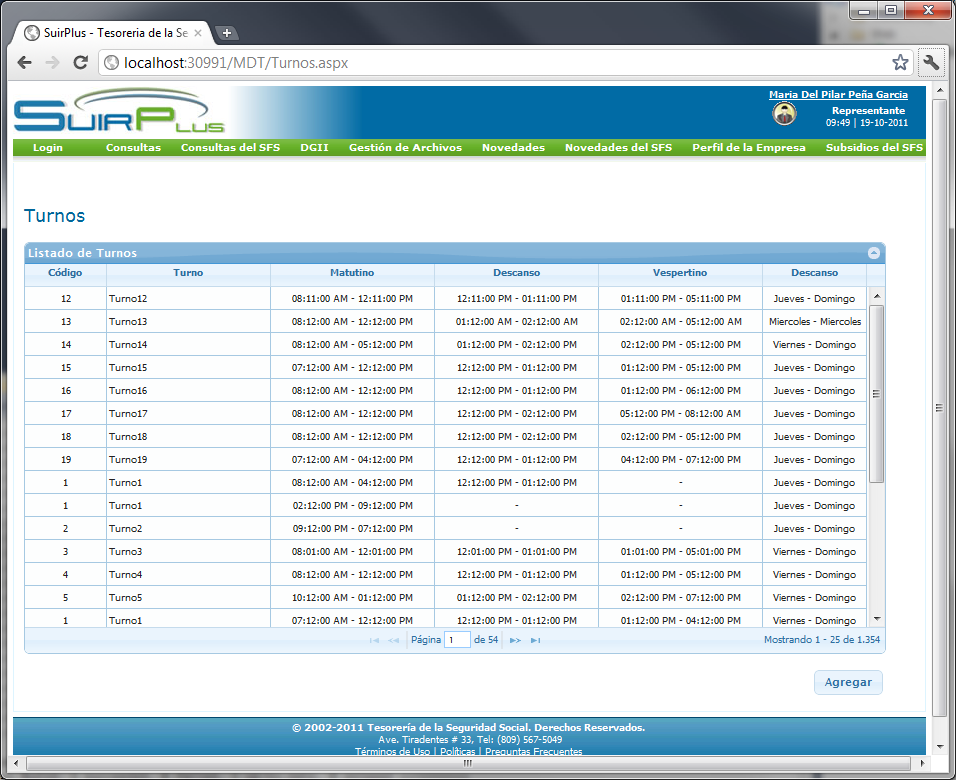 SuirPlus - Tesoreria de la Se
localhost:30991/MDT/Turnos.aspx
SuirPlus
María Del Pilar Peña García
Representante
09:49 | 19-10-2011
Login Consultas Consultas del SFS DGII Gestión de Archivos Novedades Novedades del SFS Perfil de la Empresa Subsidios del SFS
Turnos
Listado de Turnos
Código Turno Matutino Descanso Vespertino Descanso
12 Turno12 08:11:00 AM - 12:11:00 PM 12:11:00 PM - 01:11:00 PM 01:11:00 PM - 05:11:00 PM Jueves - Domingo
13 Turno13 08:12:00 AM - 12:12:00 PM 01:12:00 AM - 02:12:00 AM 02:12:00 AM - 05:12:00 AM Miercoles - Miercoles
14 Turno14 08:12:00 AM - 05:12:00 PM 01:12:00 PM - 02:12:00 PM 02:12:00 PM - 05:12:00 PM Viernes - Domingo
15 Turno15 07:12:00 AM - 12:12:00 PM 12:12:00 PM - 01:12:00 PM 01:12:00 PM - 05:12:00 PM Jueves - Domingo
16 Turno16 08:12:00 AM - 12:12:00 PM 12:12:00 PM - 01:12:00 PM 01:12:00 PM - 06:12:00 PM Jueves - Domingo
17 Turno17 08:12:00 AM - 12:12:00 PM 12:12:00 PM - 02:12:00 PM 05:12:00 PM - 08:12:00 AM Jueves - Domingo
18 Turno18 08:12:00 AM - 12:12:00 PM 12:12:00 PM - 02:12:00 PM 02:12:00 PM - 05:12:00 PM Jueves - Domingo
19 Turno19 07:12:00 AM - 04:12:00 PM 12:12:00 PM - 01:12:00 PM 04:12:00 PM - 07:12:00 PM Jueves - Domingo
1 Turno1 08:12:00 AM - 04:12:00 PM 12:12:00 PM - 01:12:00 PM - Jueves - Domingo
1 Turno1 02:12:00 PM - 09:12:00 PM - - Jueves - Domingo
2 Turno2 09:12:00 PM - 07:12:00 PM - - Jueves - Domingo
3 Turno3 08:01:00 AM - 12:01:00 PM 12:01:00 PM - 01:01:00 PM 01:01:00 PM - 05:01:00 PM Viernes - Domingo
4 Turno4 08:12:00 AM - 12:12:00 PM 12:12:00 PM - 01:12:00 PM 01:12:00 PM - 05:12:00 PM Viernes - Domingo
5 Turno5 10:12:00 AM - 01:12:00 PM 01:12:00 PM - 02:12:00 PM 02:12:00 PM - 07:12:00 PM Viernes - Domingo
1 Turno1 07:12:00 AM - 12:12:00 PM 12:12:00 PM - 01:12:00 PM 01:12:00 PM - 04:12:00 PM Viernes - Domingo
Página 1 de 54 Mostrando 1 - 25 de 1.354
Agregar
© 2002-2011 Tesorería de la Seguridad Social. Derechos Reservados.
Ave. Tiradentes # 33, Tel: (809) 567-5049
Términos de Uso | Políticas | Preguntas Frecuentes